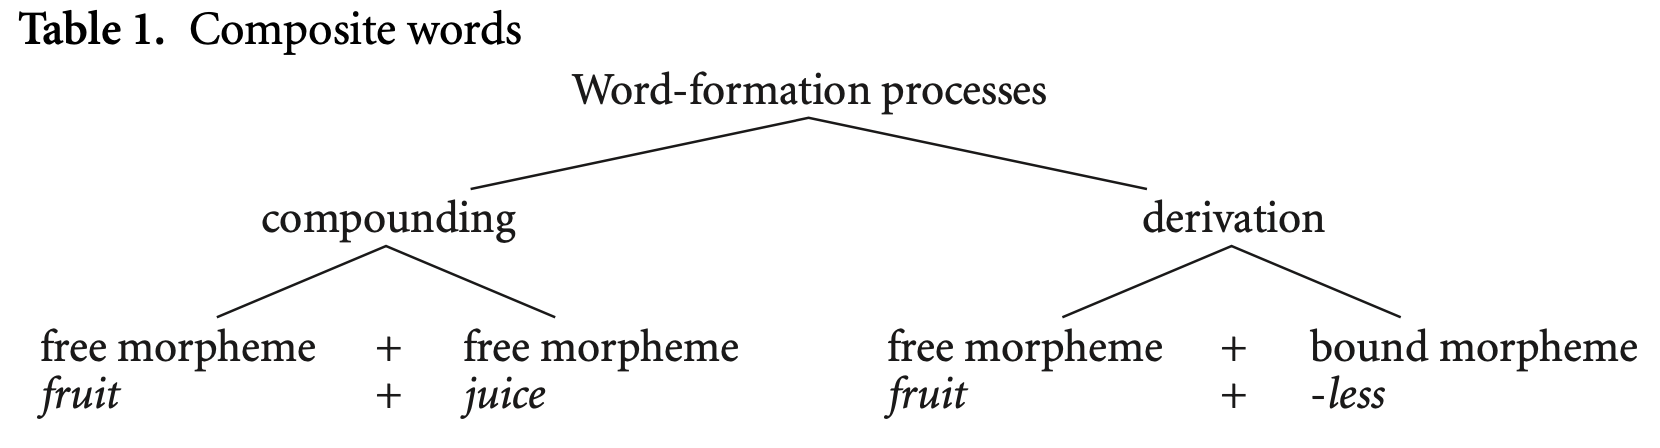 Table 1. Composite words
Word-formation processes
compounding derivation
free morpheme + free morpheme free morpheme + bound morpheme
fruit + juice fruit + -less